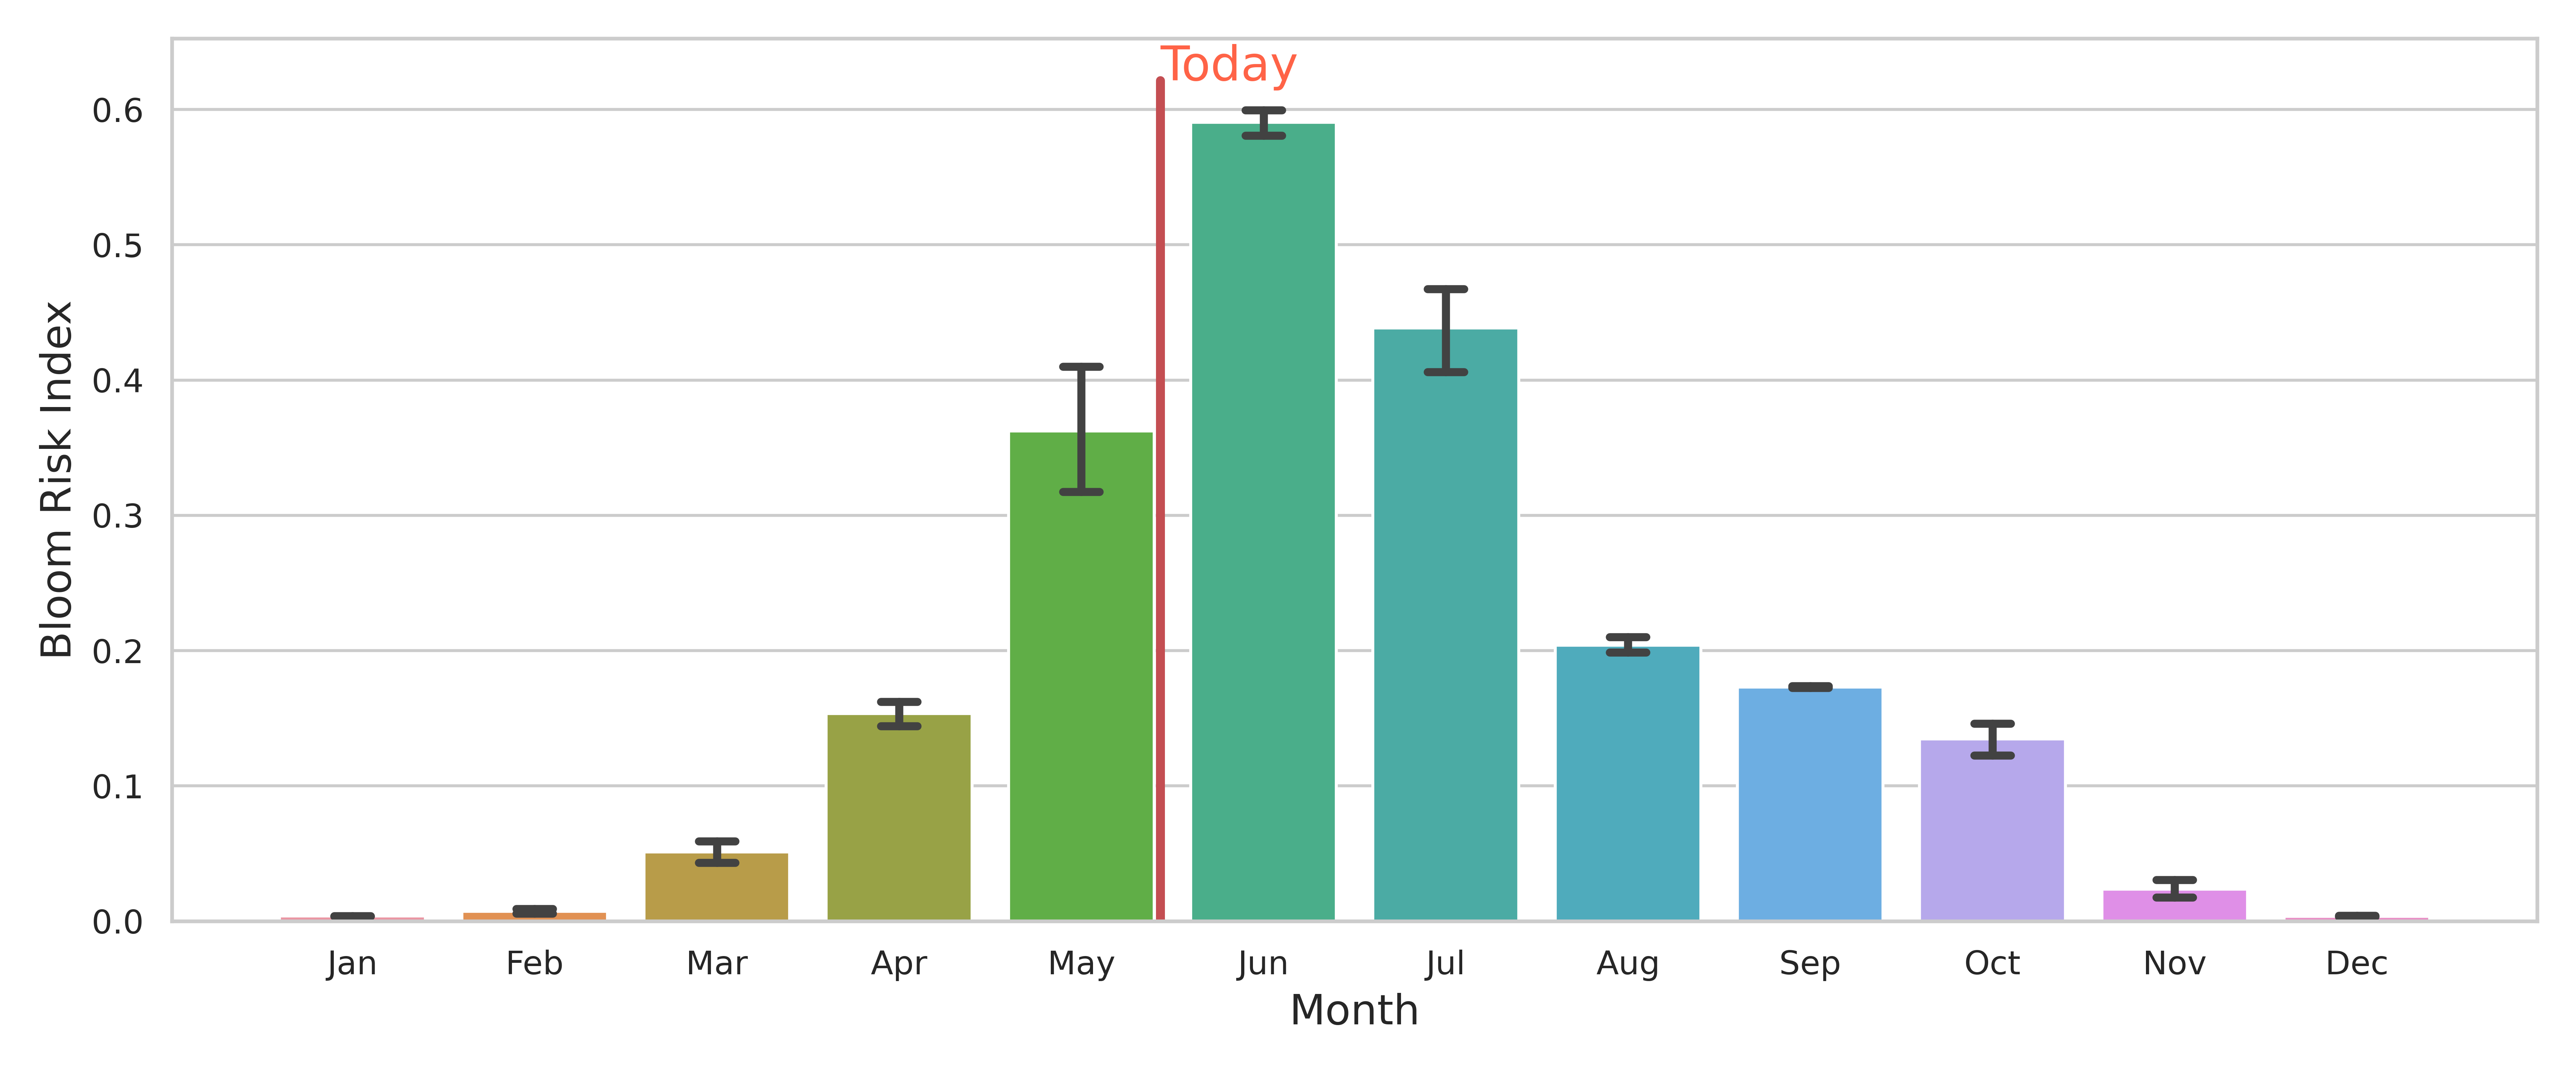 Today
0.6
0.5
0.4
0.3
0.2
0.1
0.0
Bloom Risk Index
Jan Feb Mar Apr May Jun Jul Aug Sep Oct Nov Dec
Month